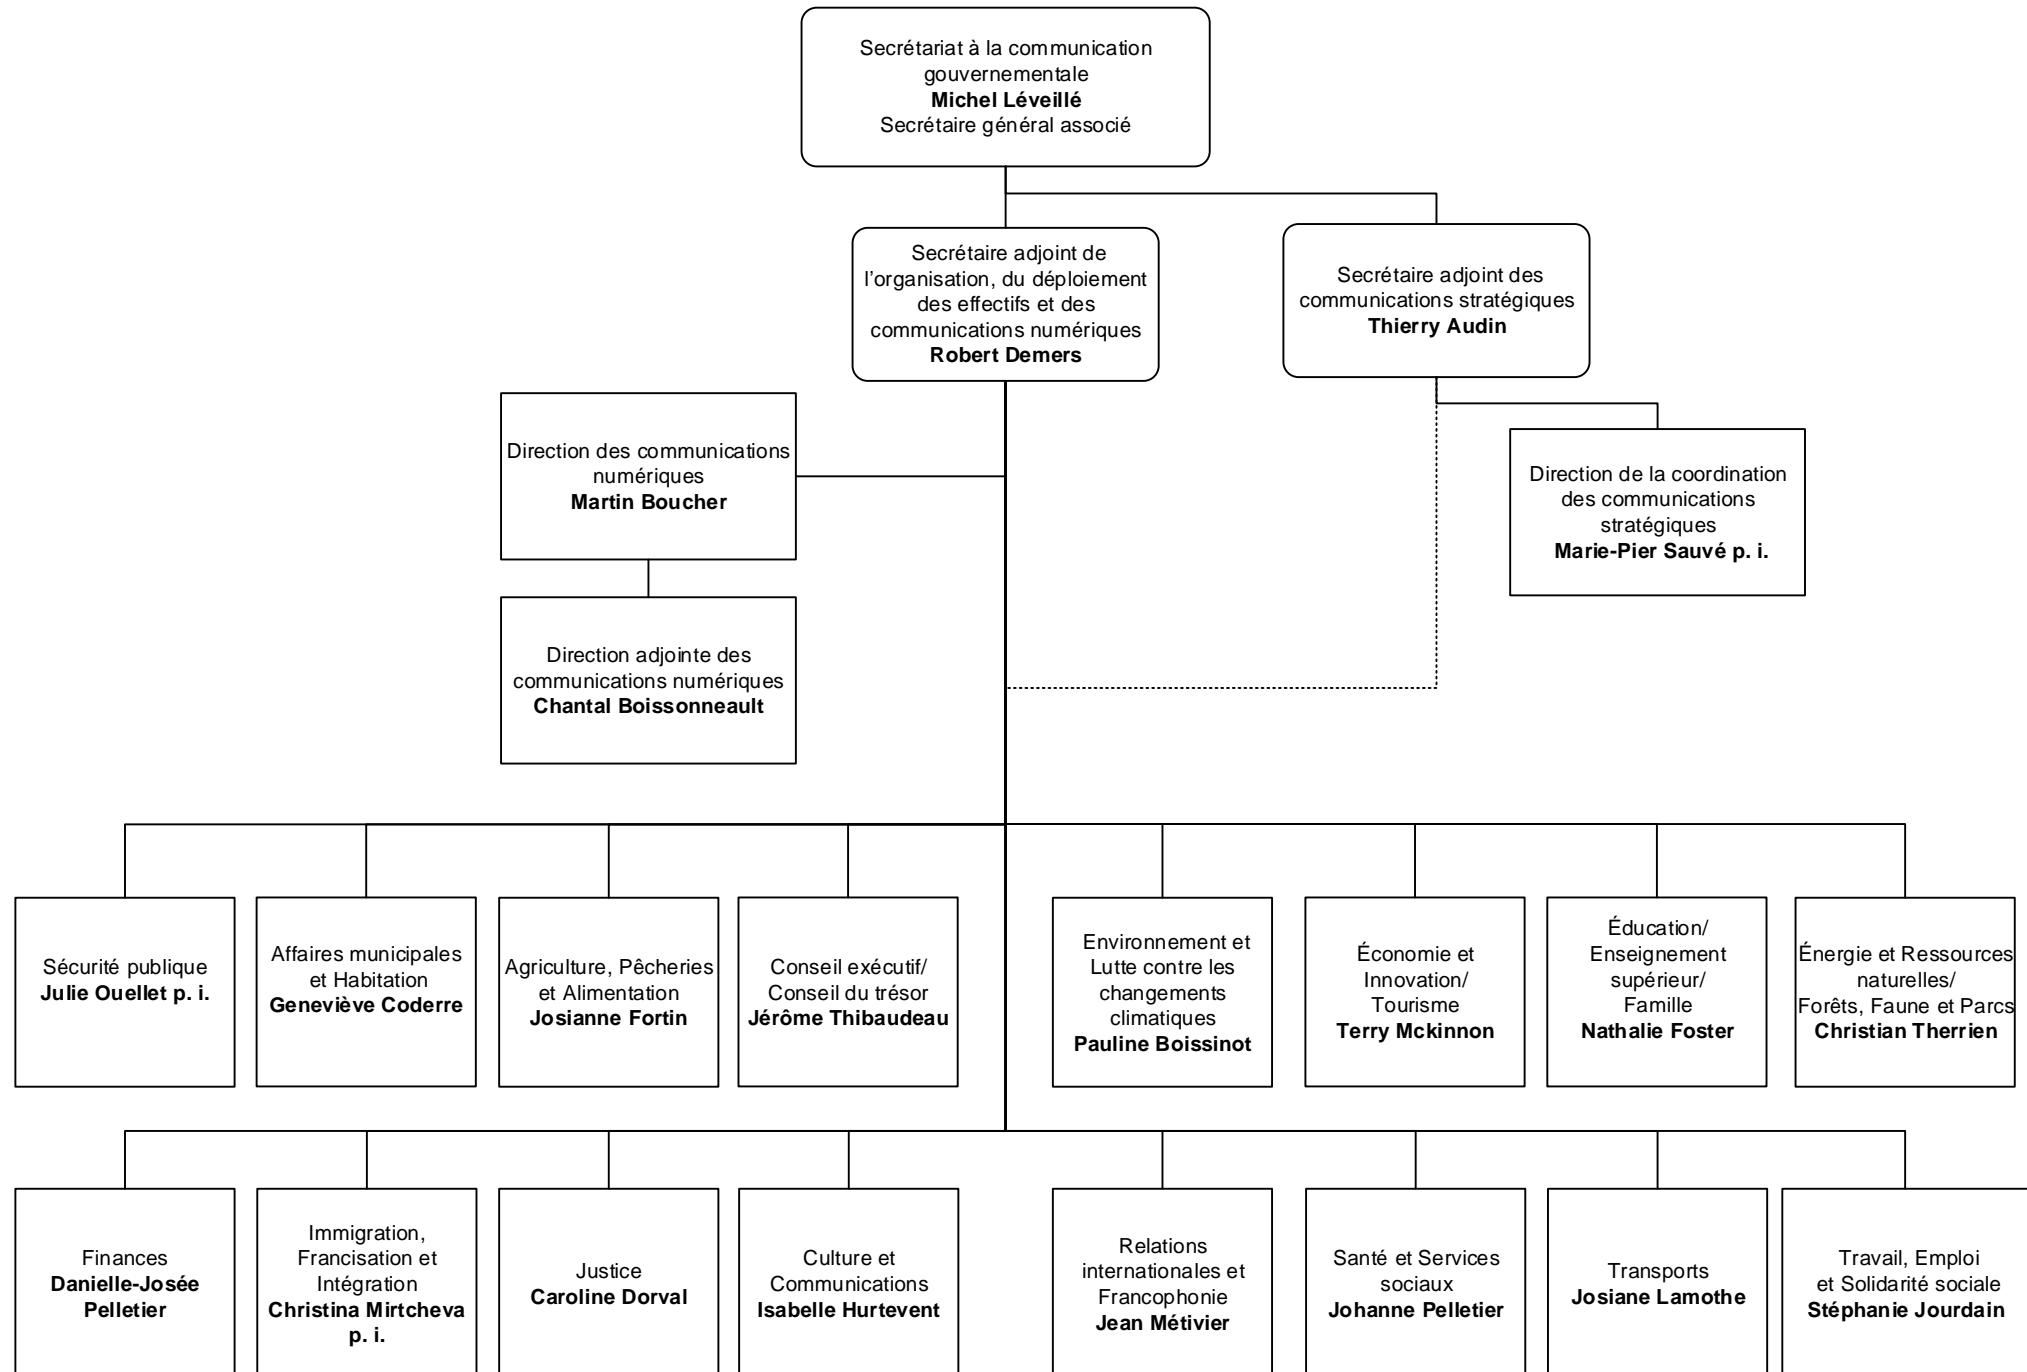 Secrétariat à la communication
gouvernementale
Michel Léveillé
Secrétaire général associé
Secrétaire adjoint de
l'organisation, du déploiement
des effectifs et des
communications numériques
Robert Demers
Secrétaire adjoint des
communications stratégiques
Thierry Audin
Direction des communications
numériques
Martin Boucher
Direction de la coordination
des communications
stratégiques
Marie-Pier Sauvé p. i.
Direction adjointe des
communications numériques
Chantal Boissonneault
Sécurité publique
Julie Ouellet p. i.
Affaires municipales
et Habitation
Geneviève Coderre
Agriculture, Pêcheries
et Alimentation
Josianne Fortin
Conseil exécutif/
Conseil du trésor
Jérôme Thibaudeau
Environnement et
Lutte contre les
changements
climatiques
Pauline Boissinot
Économie et
Innovation/
Tourisme
Terry Mckinnon
Éducation/
Enseignement
supérieur/
Famille
Nathalie Foster
Énergie et Ressources
naturelles/
Forêts, Faune et Parcs
Christian Therrien
Finances
Danielle-Josée
Pelletier
Immigration,
Francisation et
Intégration
Christina Mirtcheva
p. i.
Justice
Caroline Dorval
Culture et
Communications
Isabelle Hurtevent
Relations
internationales et
Francophonie
Jean Métivier
Santé et Services
sociaux
Johanne Pelletier
Transports
Josiane Lamothe
Travail, Emploi
et Solidarité sociale
Stéphanie Jourdain